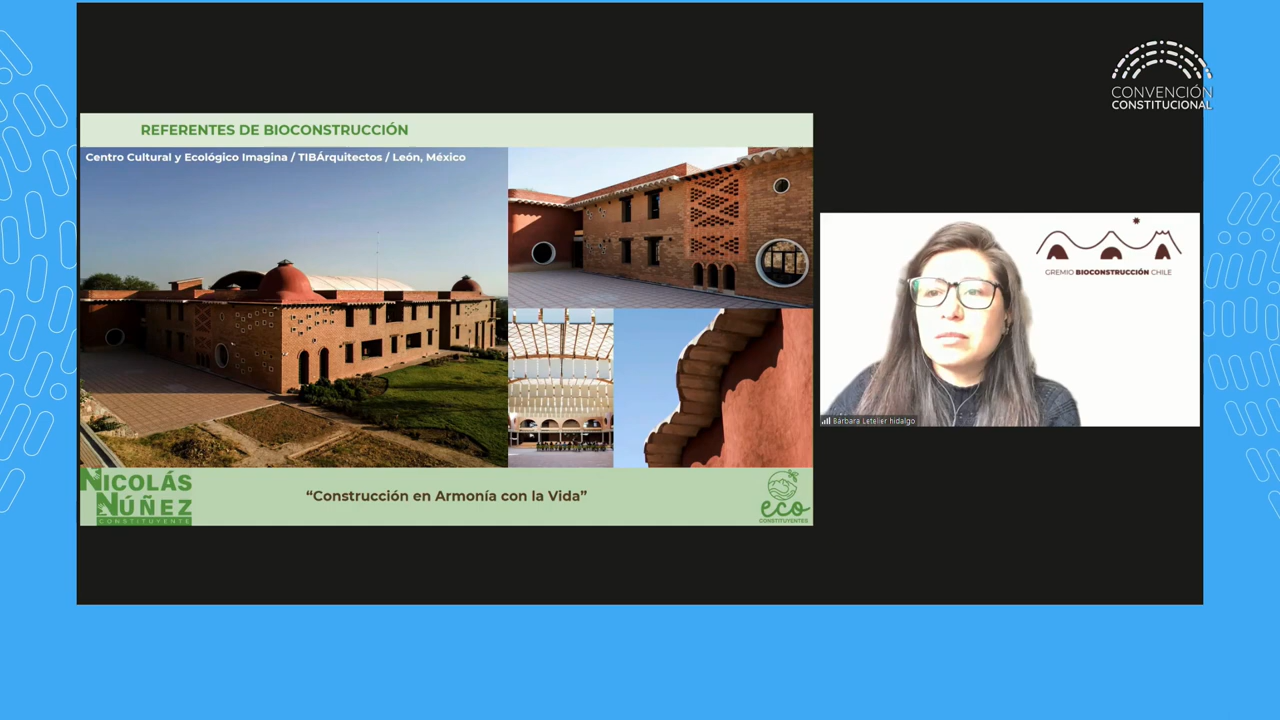 CONVENCIÓN
CONSTITUCIONAL
REFERENTES DE BIOCONSTRUCCIÓN
Centro Cultural y Ecológico Imagina / TIBÁrquitectos / León, México
GREMIO BIOCONSTRUCCIÓN CHILE
Bárbara Letelier hidalgo
NICOLÁS
NÚÑEZ
CONSTITUYENTE
“Construcción en Armonía con la Vida”
eco
CONSTITUYENTES